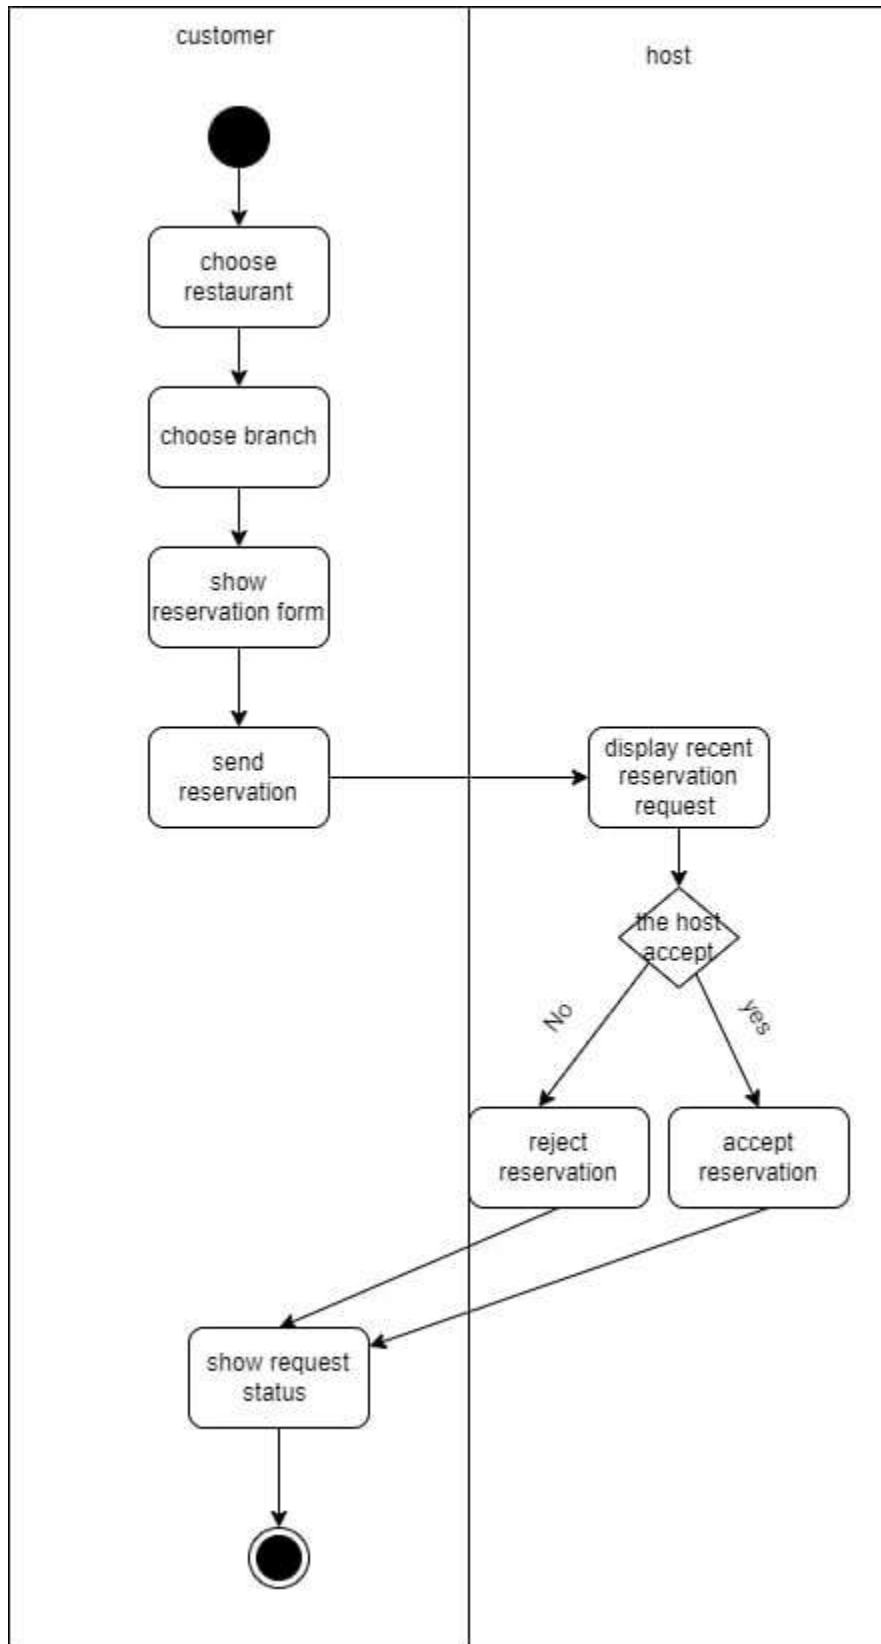 customer
host
choose
restaurant
choose branch
show
reservation form
send
reservation
display recent
reservation
request
the host
accept
No
yes
reject
reservation
accept
reservation
show request
status